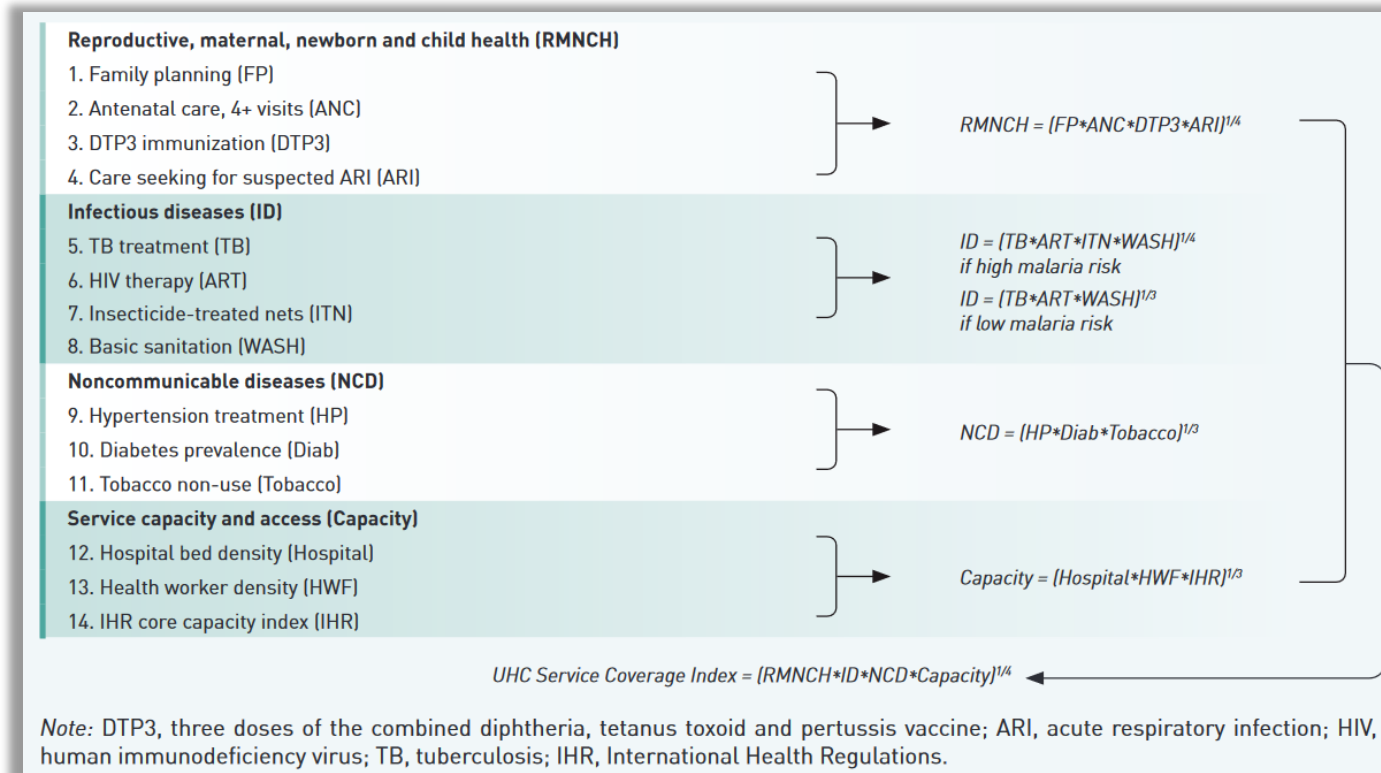 Reproductive, maternal, newborn and child health (RMNCH)
1. Family planning (FP)
2. Antenatal care, 4+ visits (ANC)
3. DTP3 immunization (DTP3)
4. Care seeking for suspected ARI (ARI)
RMNCH = (FP*ANC*DTP3*ARI)^1/4
Infectious diseases (ID)
5. TB treatment (TB)
6. HIV therapy (ART)
7. Insecticide-treated nets (ITN)
8. Basic sanitation (WASH)
ID = (TB*ART*ITN*WASH)^1/4
if high malaria risk
ID = (TB*ART*WASH)^1/3
if low malaria risk
Noncommunicable diseases (NCD)
9. Hypertension treatment (HP)
10. Diabetes prevalence (Diab)
11. Tobacco non-use (Tobacco)
NCD = (HP*Diab*Tobacco)^1/3
Service capacity and access (Capacity)
12. Hospital bed density (Hospital)
13. Health worker density (HWF)
14. IHR core capacity index (IHR)
Capacity = (Hospital*HWF*IHR)^1/3
UHC Service Coverage Index = (RMNCH*ID*NCD*Capacity)^1/4
Note: DTP3, three doses of the combined diphtheria, tetanus toxoid and pertussis vaccine; ARI, acute respiratory infection; HIV,
human immunodeficiency virus; TB, tuberculosis; IHR, International Health Regulations.